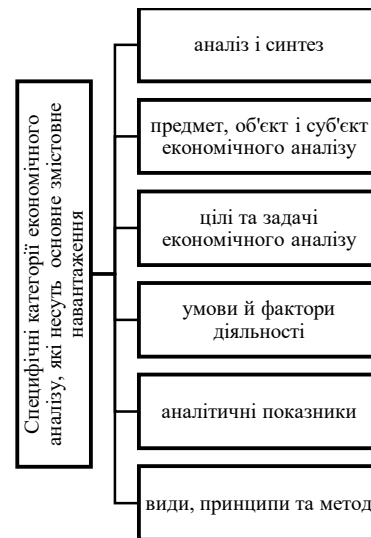 Специфічні категорії економічного
аналізу, які несуть основне змістовне
навантаження
аналіз і синтез
предмет, об'єкт і суб'єкт
економічного аналізу
цілі та задачі
економічного аналізу
умови й фактори
діяльності
аналітичні показники
види, принципи та метод